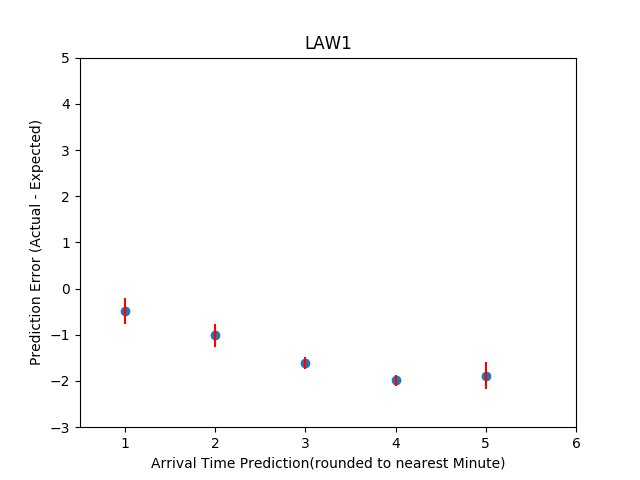 LAW1
5
4
3
2
1
0
−1
−2
−3
Prediction Error (Actual - Expected)
1 2 3 4 5 6
Arrival Time Prediction(rounded to nearest Minute)